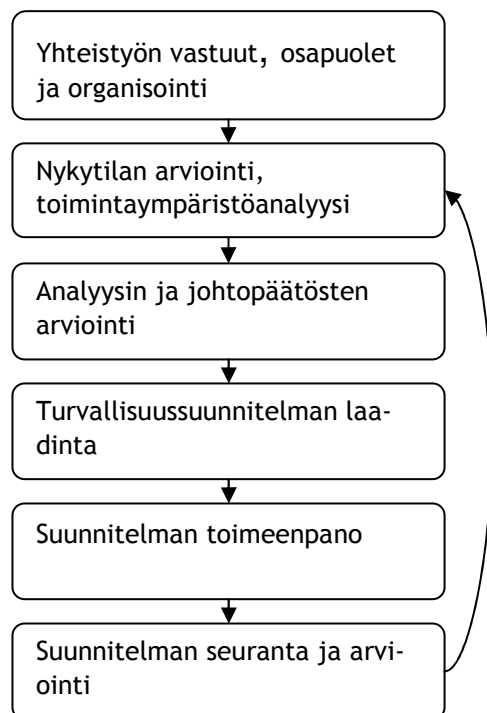 Yhteistyön vastuut, osapuolet
ja organisointi
Nykytilan arviointi,
toimintaympäristöanalyysi
Analyysin ja johtopäätösten
arviointi
Turvallisuussuunnitelman laa-
dinta
Suunnitelman toimeenpano
Suunnitelman seuranta ja arvi-
ointi